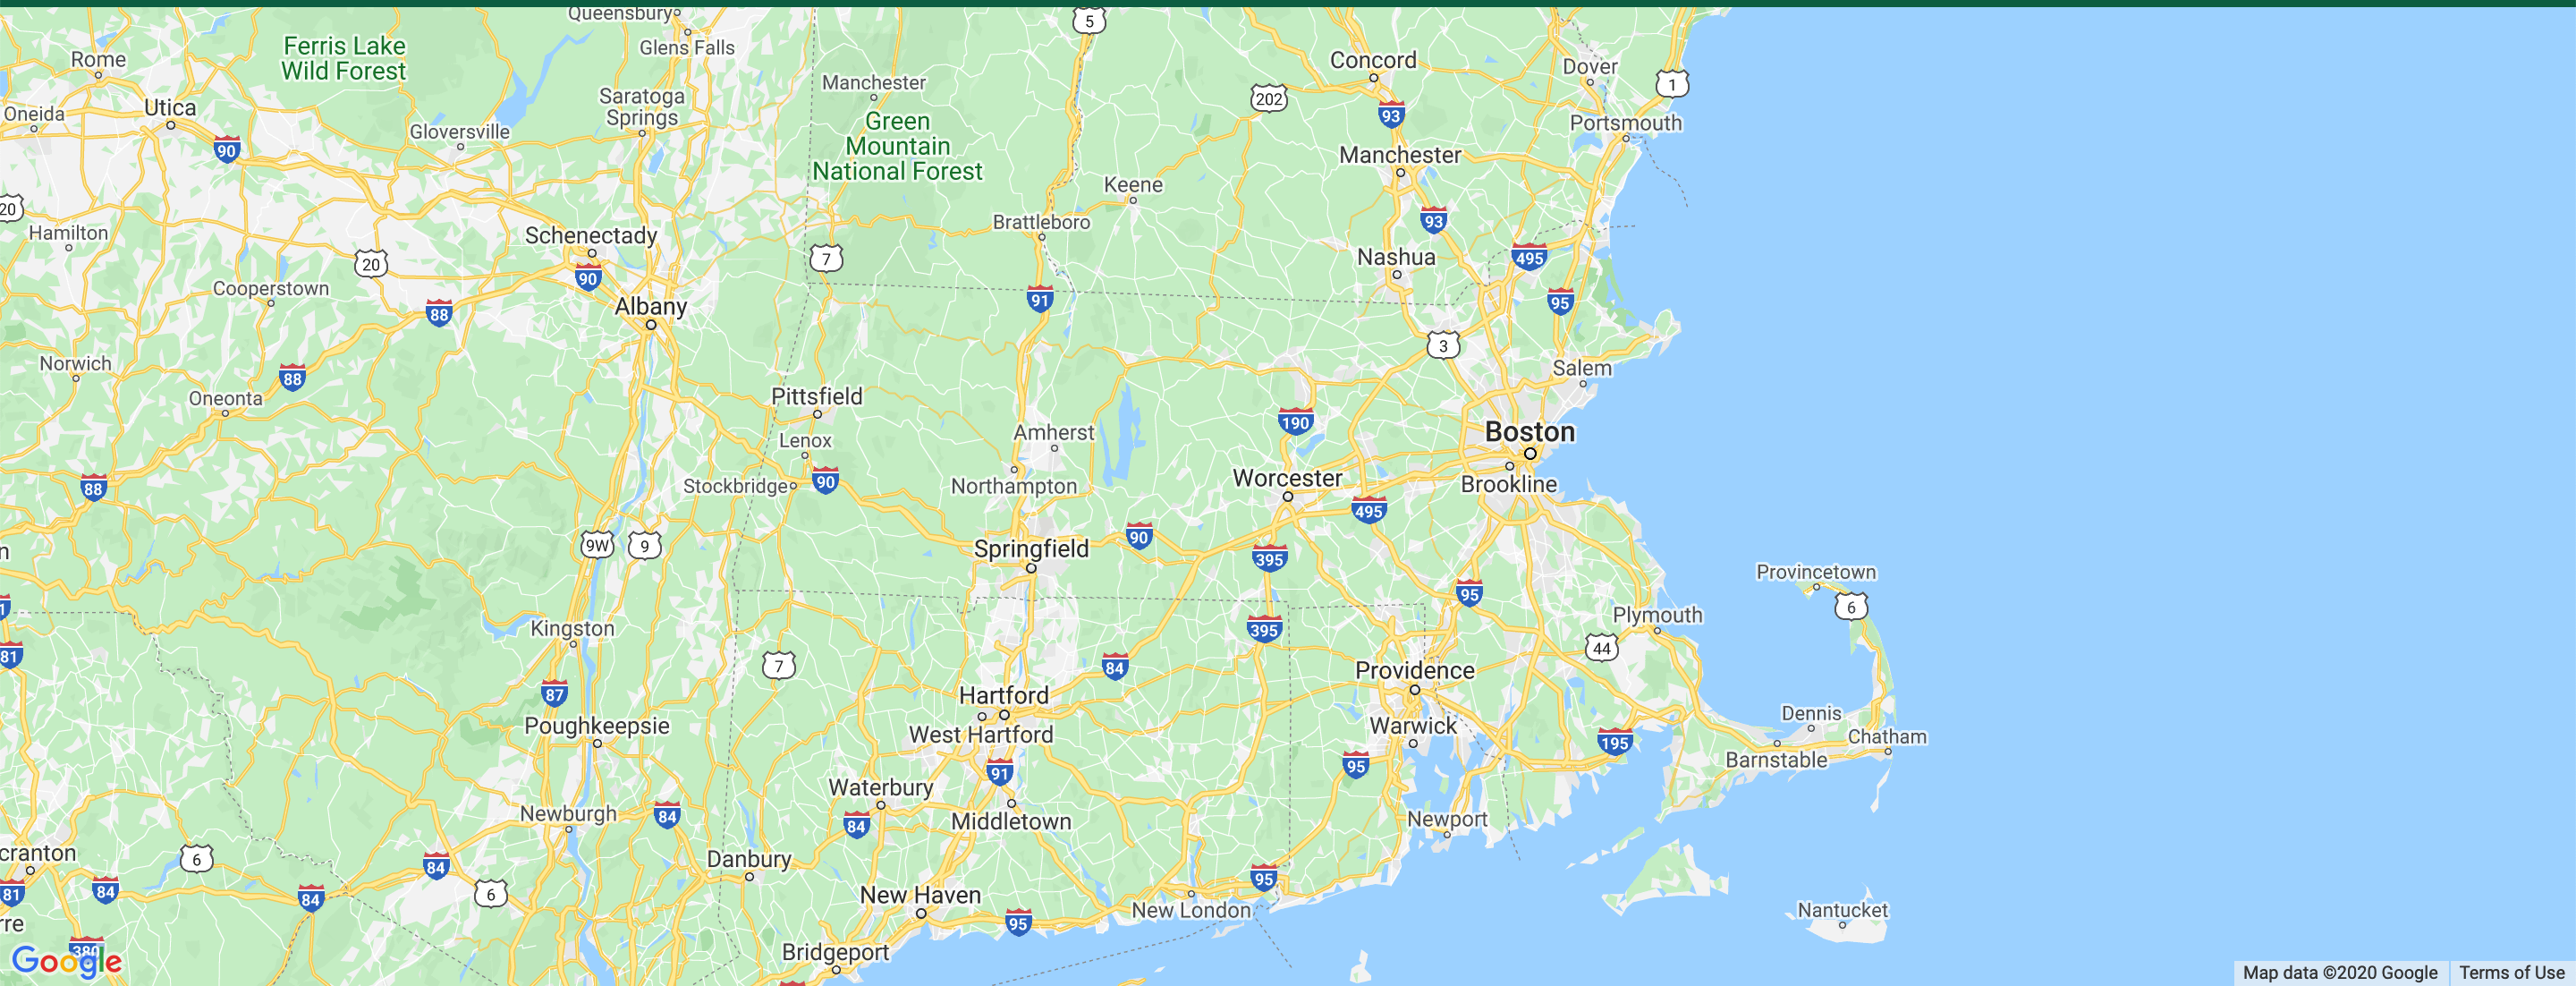 Queensbury
5
Glens Falls
Ferris Lake
Wild Forest
Rome
Concord
Dover
Manchester
202
1
Saratoga
Springs
Utica
Oneida
93
Green
Mountain
National Forest
Portsmouth
Gloversville
90
Manchester
Keene
20
Hamilton
Brattleboro
93
Schenectady
20
90
7
Nashua
495
Cooperstown
91
95
Albany
88
3
Norwich
88
Salem
Oneonta
Pittsfield
190
Amherst
Boston
Lenox
88
Stockbridge
90
Northampton
Worcester
Brookline
495
9W
9
Springfield
90
395
n
Provincetown
95
6
1
Kingston
395
Plymouth
44
81
7
84
Providence
87
Hartford
Poughkeepsie
West Hartford
Warwick
Dennis
195
Chatham
Barnstable
91
95
Waterbury
Newburgh
84
84
Middletown
Newport
cranton
6
84
Danbury
81
84
84
6
95
New Haven
New London
Nantucket
rre
95
380
Google
Bridgeport
Map data ©2020 Google
Terms of Use